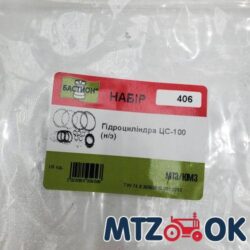 БАСТИОН
НАБІР
406
Гідроциліндра ЦС-100
(н/э)
МТЗ/ЮМЗ
MTZ OK